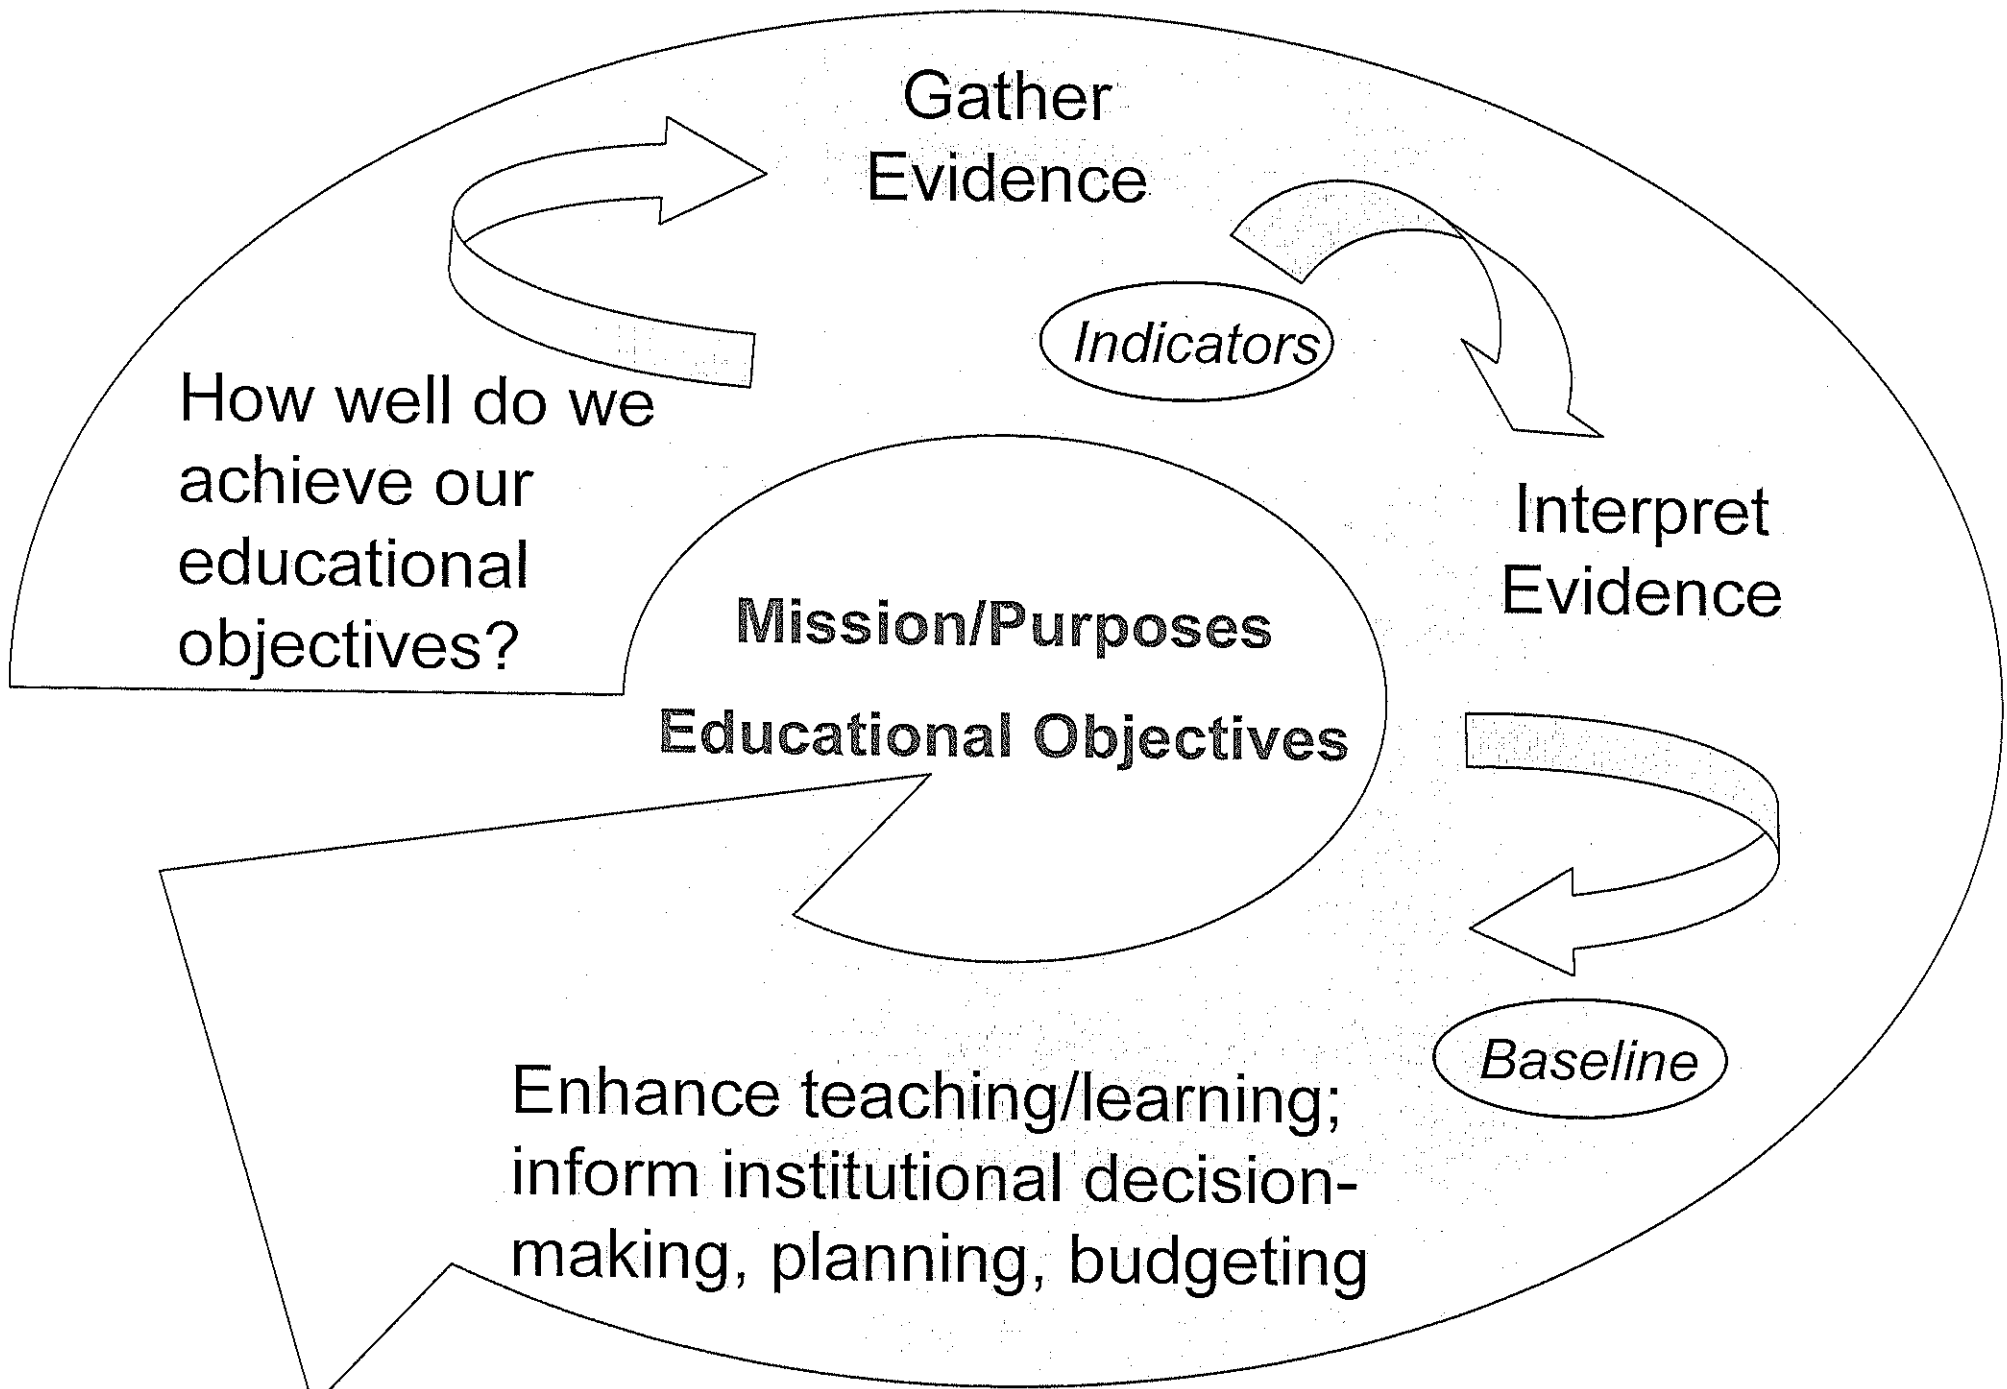 Gather
Evidence
Indicators
How well do we
achieve our
educational
objectives?
Interpret
Evidence
Mission/Purposes
Educational Objectives
Baseline
Enhance teaching/learning;
inform institutional decision-
making, planning, budgeting